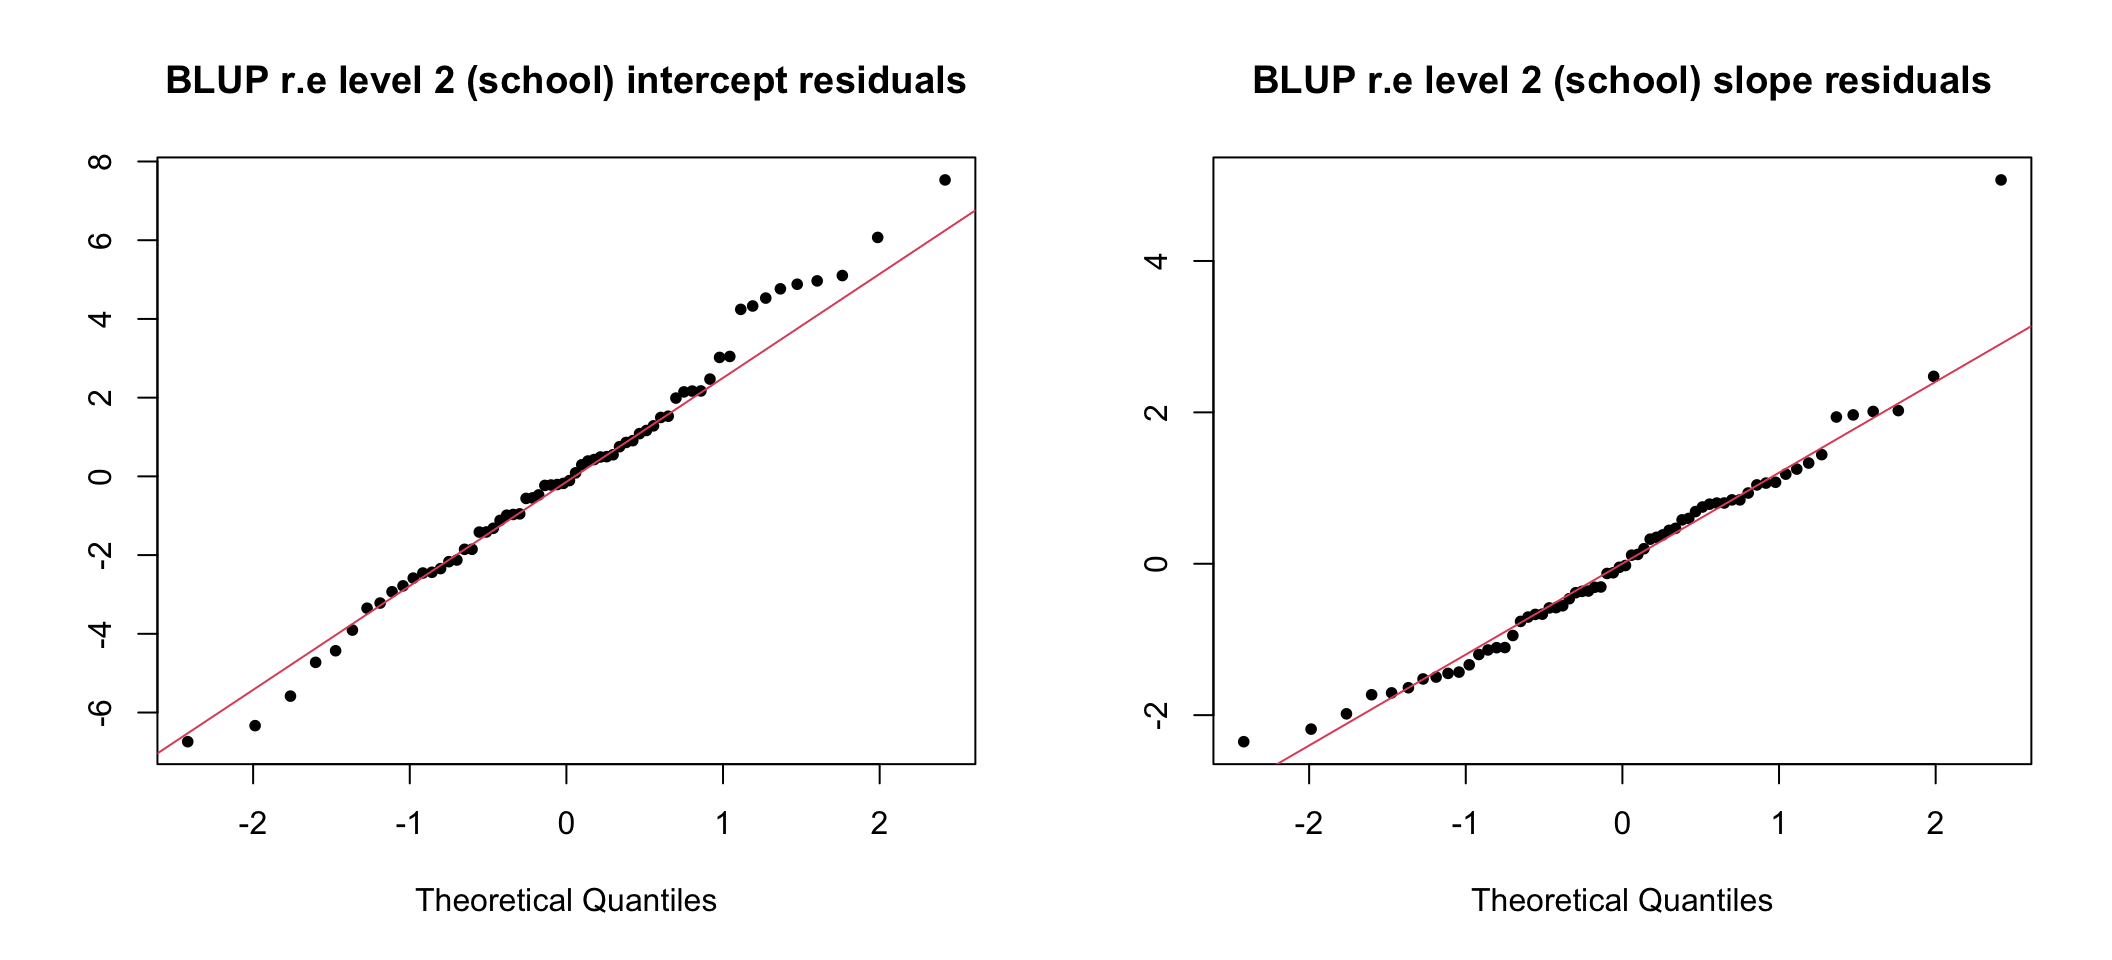 BLUP r.e level 2 (school) intercept residuals
8
6
4
2
0
-2
-4
-6
-2 -1 0 1 2
Theoretical Quantiles
BLUP r.e level 2 (school) slope residuals
4
2
0
-2
-2 -1 0 1 2
Theoretical Quantiles